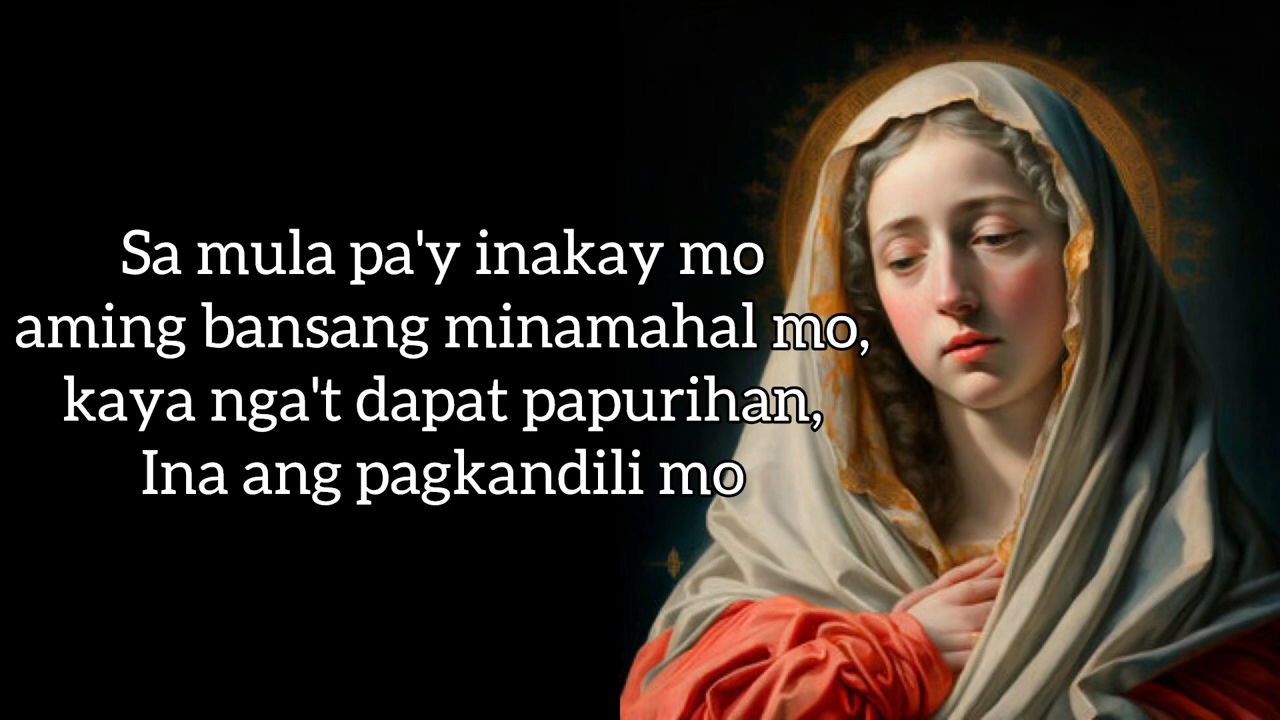 Sa mula pa'y inakay mo
aming bansang minamahal mo,
kaya nga't dapat papurihan,
Ina ang pagkandili mo